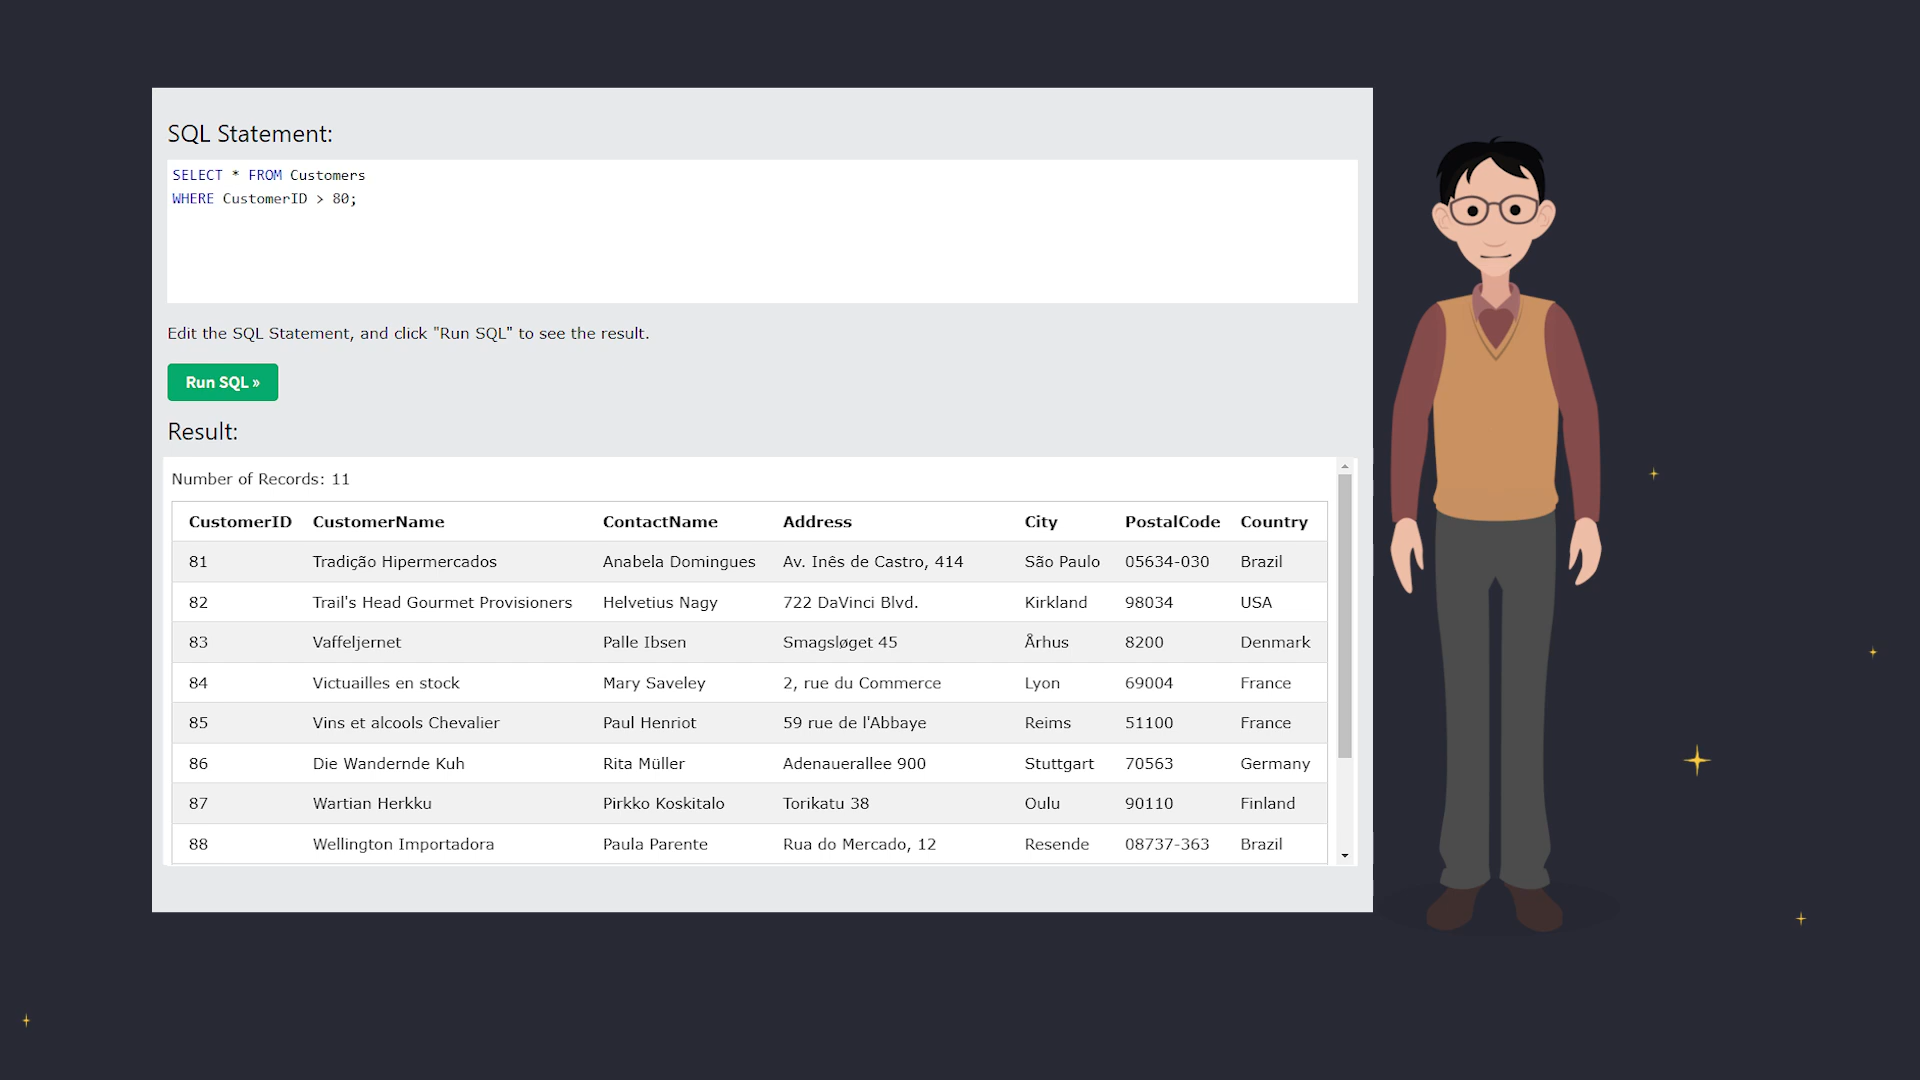 SQL Statement:
SELECT * FROM Customers
WHERE CustomerID > 80;
Edit the SQL Statement, and click "Run SQL" to see the result.
Run SQL »
Result:
Number of Records: 11
CustomerID CustomerName ContactName Address City PostalCode Country
81 Tradição Hipermercados Anabela Domingues Av. Inês de Castro, 414 São Paulo 05634-030 Brazil
82 Trail's Head Gourmet Provisioners Helvetius Nagy 722 DaVinci Blvd. Kirkland 98034 USA
83 Vaffeljernet Palle Ibsen Smagsløget 45 Århus 8200 Denmark
84 Victuailles en stock Mary Saveley 2, rue du Commerce Lyon 69004 France
85 Vins et alcools Chevalier Paul Henriot 59 rue de l'Abbaye Reims 51100 France
86 Die Wandernde Kuh Rita Müller Adenauerallee 900 Stuttgart 70563 Germany
87 Wartian Herkku Pirkko Koskitalo Torikatu 38 Oulu 90110 Finland
88 Wellington Importadora Paula Parente Rua do Mercado, 12 Resende 08737-363 Brazil